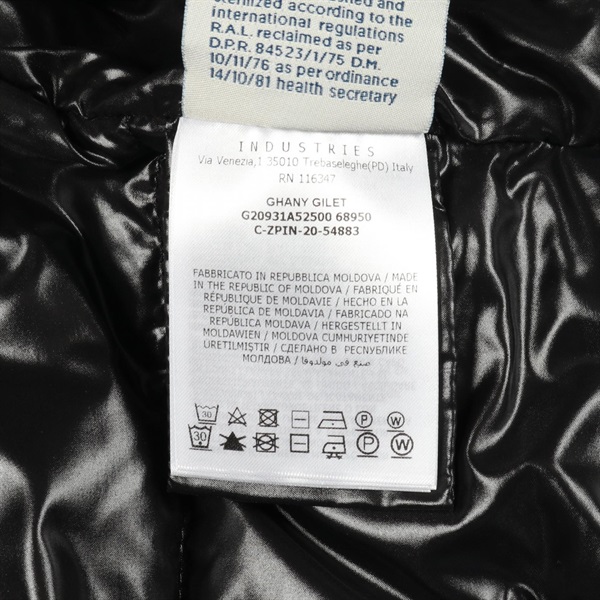 sterilized according to the
international regulations
R.A.L. reclaimed as per
D.P.R. 84523/1/75 D.M.
10/11/76 as per amendment
14/10/81 health secretary
INDUSTRIES
Via Venezia,1 35010 Trebaseleghe(PD) Italy
RN 116347
GHANY GILET
G20931A52500 68950
C-ZPIN-20-54883
FABBRICATO IN REPUBBLICA MOLDOVA / MADE
IN THE REPUBLIC OF MOLDOVA / FABRIQUÉ EN
RÉPUBLIQUE DE MOLDAVIE / HECHO EN LA
REPÚBLICA DE MOLDAVIA / FABRICADO NA
REPÚBLICA MOLDAVA / HERGESTELLT IN
MOLDAWIEN / MOLDOVA CUMHURIYETINDE
ÜRETILMIŞTIR / СДЕЛАНО В РЕСПУБЛИКЕ
МОЛДОВА / صنع في مولدوفا
30 P W
30 P W